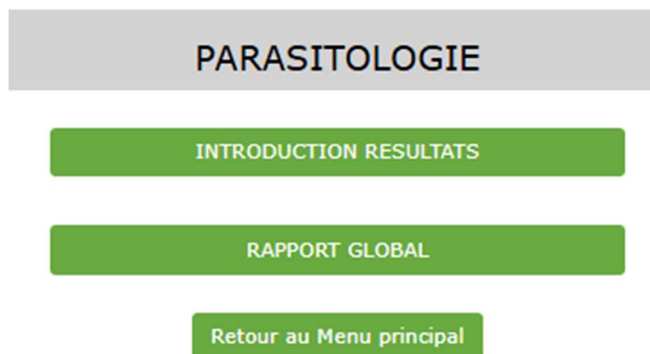 PARASITOLOGIE
INTRODUCTION RESULTATS
RAPPORT GLOBAL
Retour au Menu principal